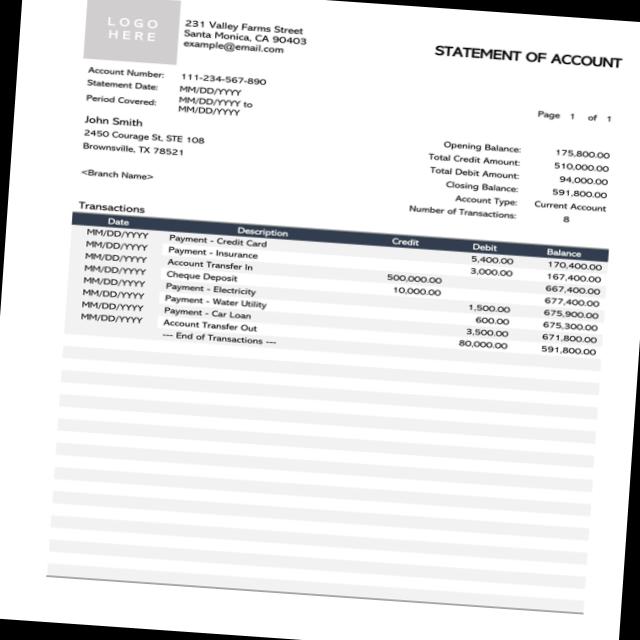 LOGO
HERE
231 Valley Farms Street
Santa Monica, CA 90403
example@email.com
STATEMENT OF ACCOUNT
Account Number: 111-234-567-890
Statement Date: MM/DD/YYYY
Period Covered: MM/DD/YYYY to
MM/DD/YYYY
Page 1 of 1
John Smith
2450 Courage St, STE 108
Brownsville, TX 78521
<Branch Name>
Opening Balance: 175,800.00
Total Credit Amount: 510,000.00
Total Debit Amount: 94,000.00
Closing Balance: 591,800.00
Account Type: Current Account
Number of Transactions: 8
Transactions
Date Description Credit Debit Balance
MM/DD/YYYY Payment - Credit Card 5,400.00 170,400.00
MM/DD/YYYY Payment - Insurance 3,000.00 167,400.00
MM/DD/YYYY Account Transfer In 500,000.00 667,400.00
MM/DD/YYYY Cheque Deposit 10,000.00 677,400.00
MM/DD/YYYY Payment - Electricity 1,500.00 675,900.00
MM/DD/YYYY Payment - Water Utility 600.00 675,300.00
MM/DD/YYYY Payment - Car Loan 3,500.00 671,800.00
MM/DD/YYYY Account Transfer Out 80,000.00 591,800.00
--- End of Transactions ---